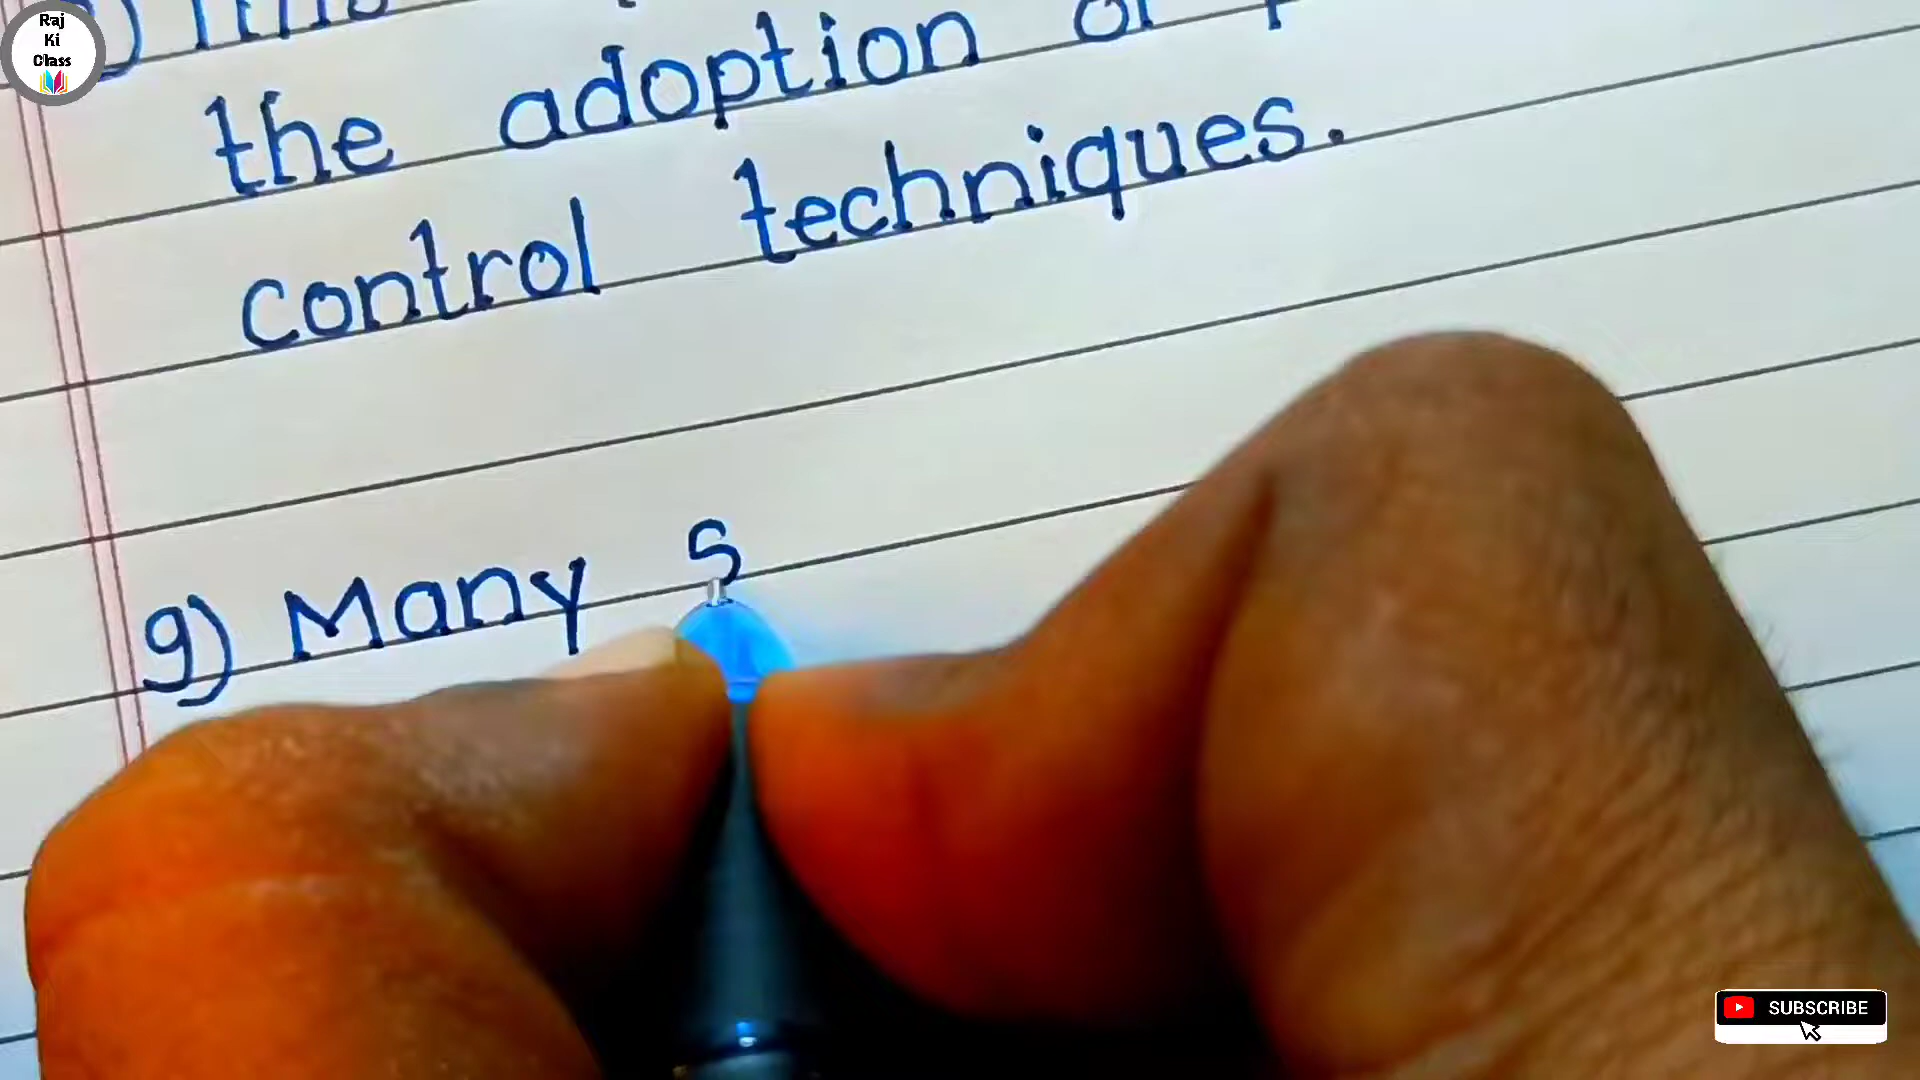 Raj
Ki
Class
the adoption of
control techniques.
9) Many S
SUBSCRIBE